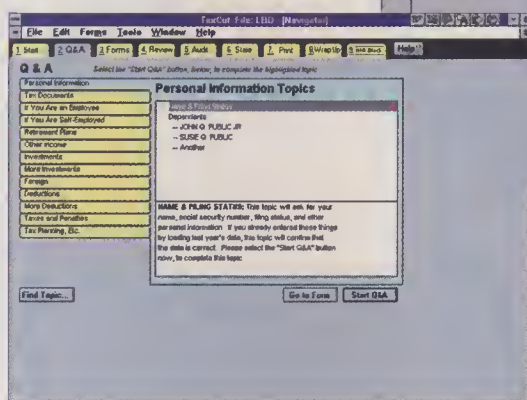 TaxCut File: LBJD [Navigator]
File Edit Forms Tools Window Help
1 Start 2 Q&A 3 Forms 4 Review 5 Audit 6 State 7 Print 8 WrapUp Help
Q & A Select the "Start Q&A" button, below, to complete the highlighted topic
Personal Information
Tax Documents
If You Are an Employee
If You Are Self-Employed
Retirement Plans
Other Income
Investments
More Investments
Foreign
Deductions
More Deductions
Taxes and Penalties
Tax Planning, Etc.
Personal Information Topics
Name & Filing Status
Dependents
-- JOHN Q. PUBLIC JR
-- SUSIE Q. PUBLIC
-- Another
NAME & FILING STATUS: This topic will ask for your
name, social security number, filing status, and other
personal information. If you already entered these things
by loading last year's data, this topic will confirm that
the data is correct. Please select the "Start Q&A" button
now, to complete this topic
Find Topic... Go to Form Start Q&A